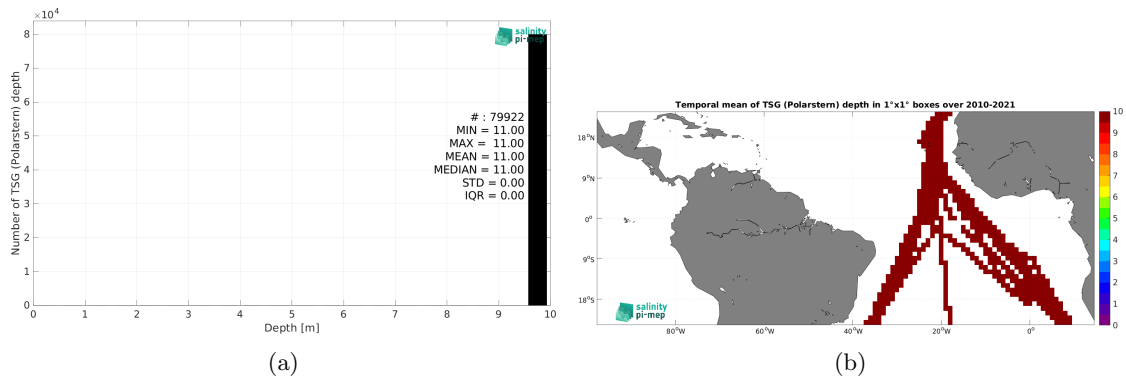 ×10⁴
8
7
6
5
4
3
2
1
0
Number of TSG (Polarstern) depth
salinity
pi-mep
# : 79922
MIN = 11.00
MAX = 11.00
MEAN = 11.00
MEDIAN = 11.00
STD = 0.00
IQR = 0.00
0 1 2 3 4 5 6 7 8 9 10
Depth [m]
(a)
Temporal mean of TSG (Polarstern) depth in 1°x1° boxes over 2010-2021
18°N
9°N
0°
9°S
18°S
80°W 60°W 40°W 20°W 0°
salinity
pi-mep
10
9
8
7
6
5
4
3
2
1
0
(b)